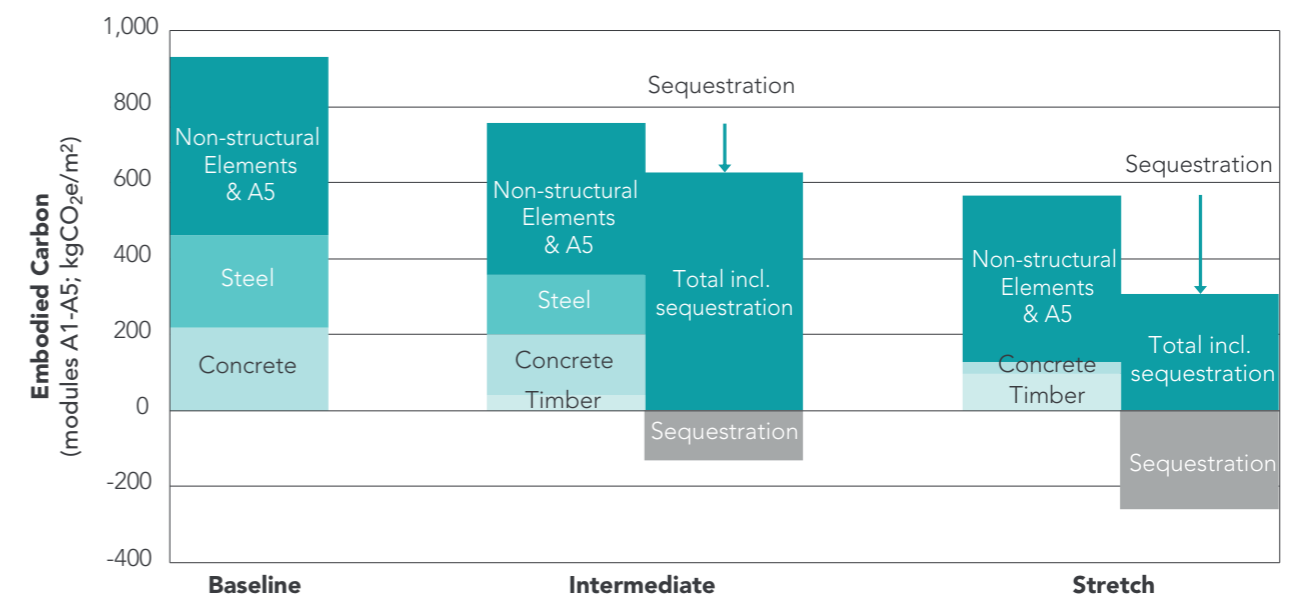 Embodied Carbon
(modules A1-A5; kgCO₂e/m²)
1,000
800
600
400
200
0
-200
-400
Non-structural
Elements
& A5
Steel
Concrete
Baseline
Non-structural
Elements
& A5
Steel
Concrete
Timber
Sequestration
Total incl.
sequestration
Sequestration
Intermediate
Non-structural
Elements
& A5
Concrete
Timber
Sequestration
Total incl.
sequestration
Sequestration
Stretch